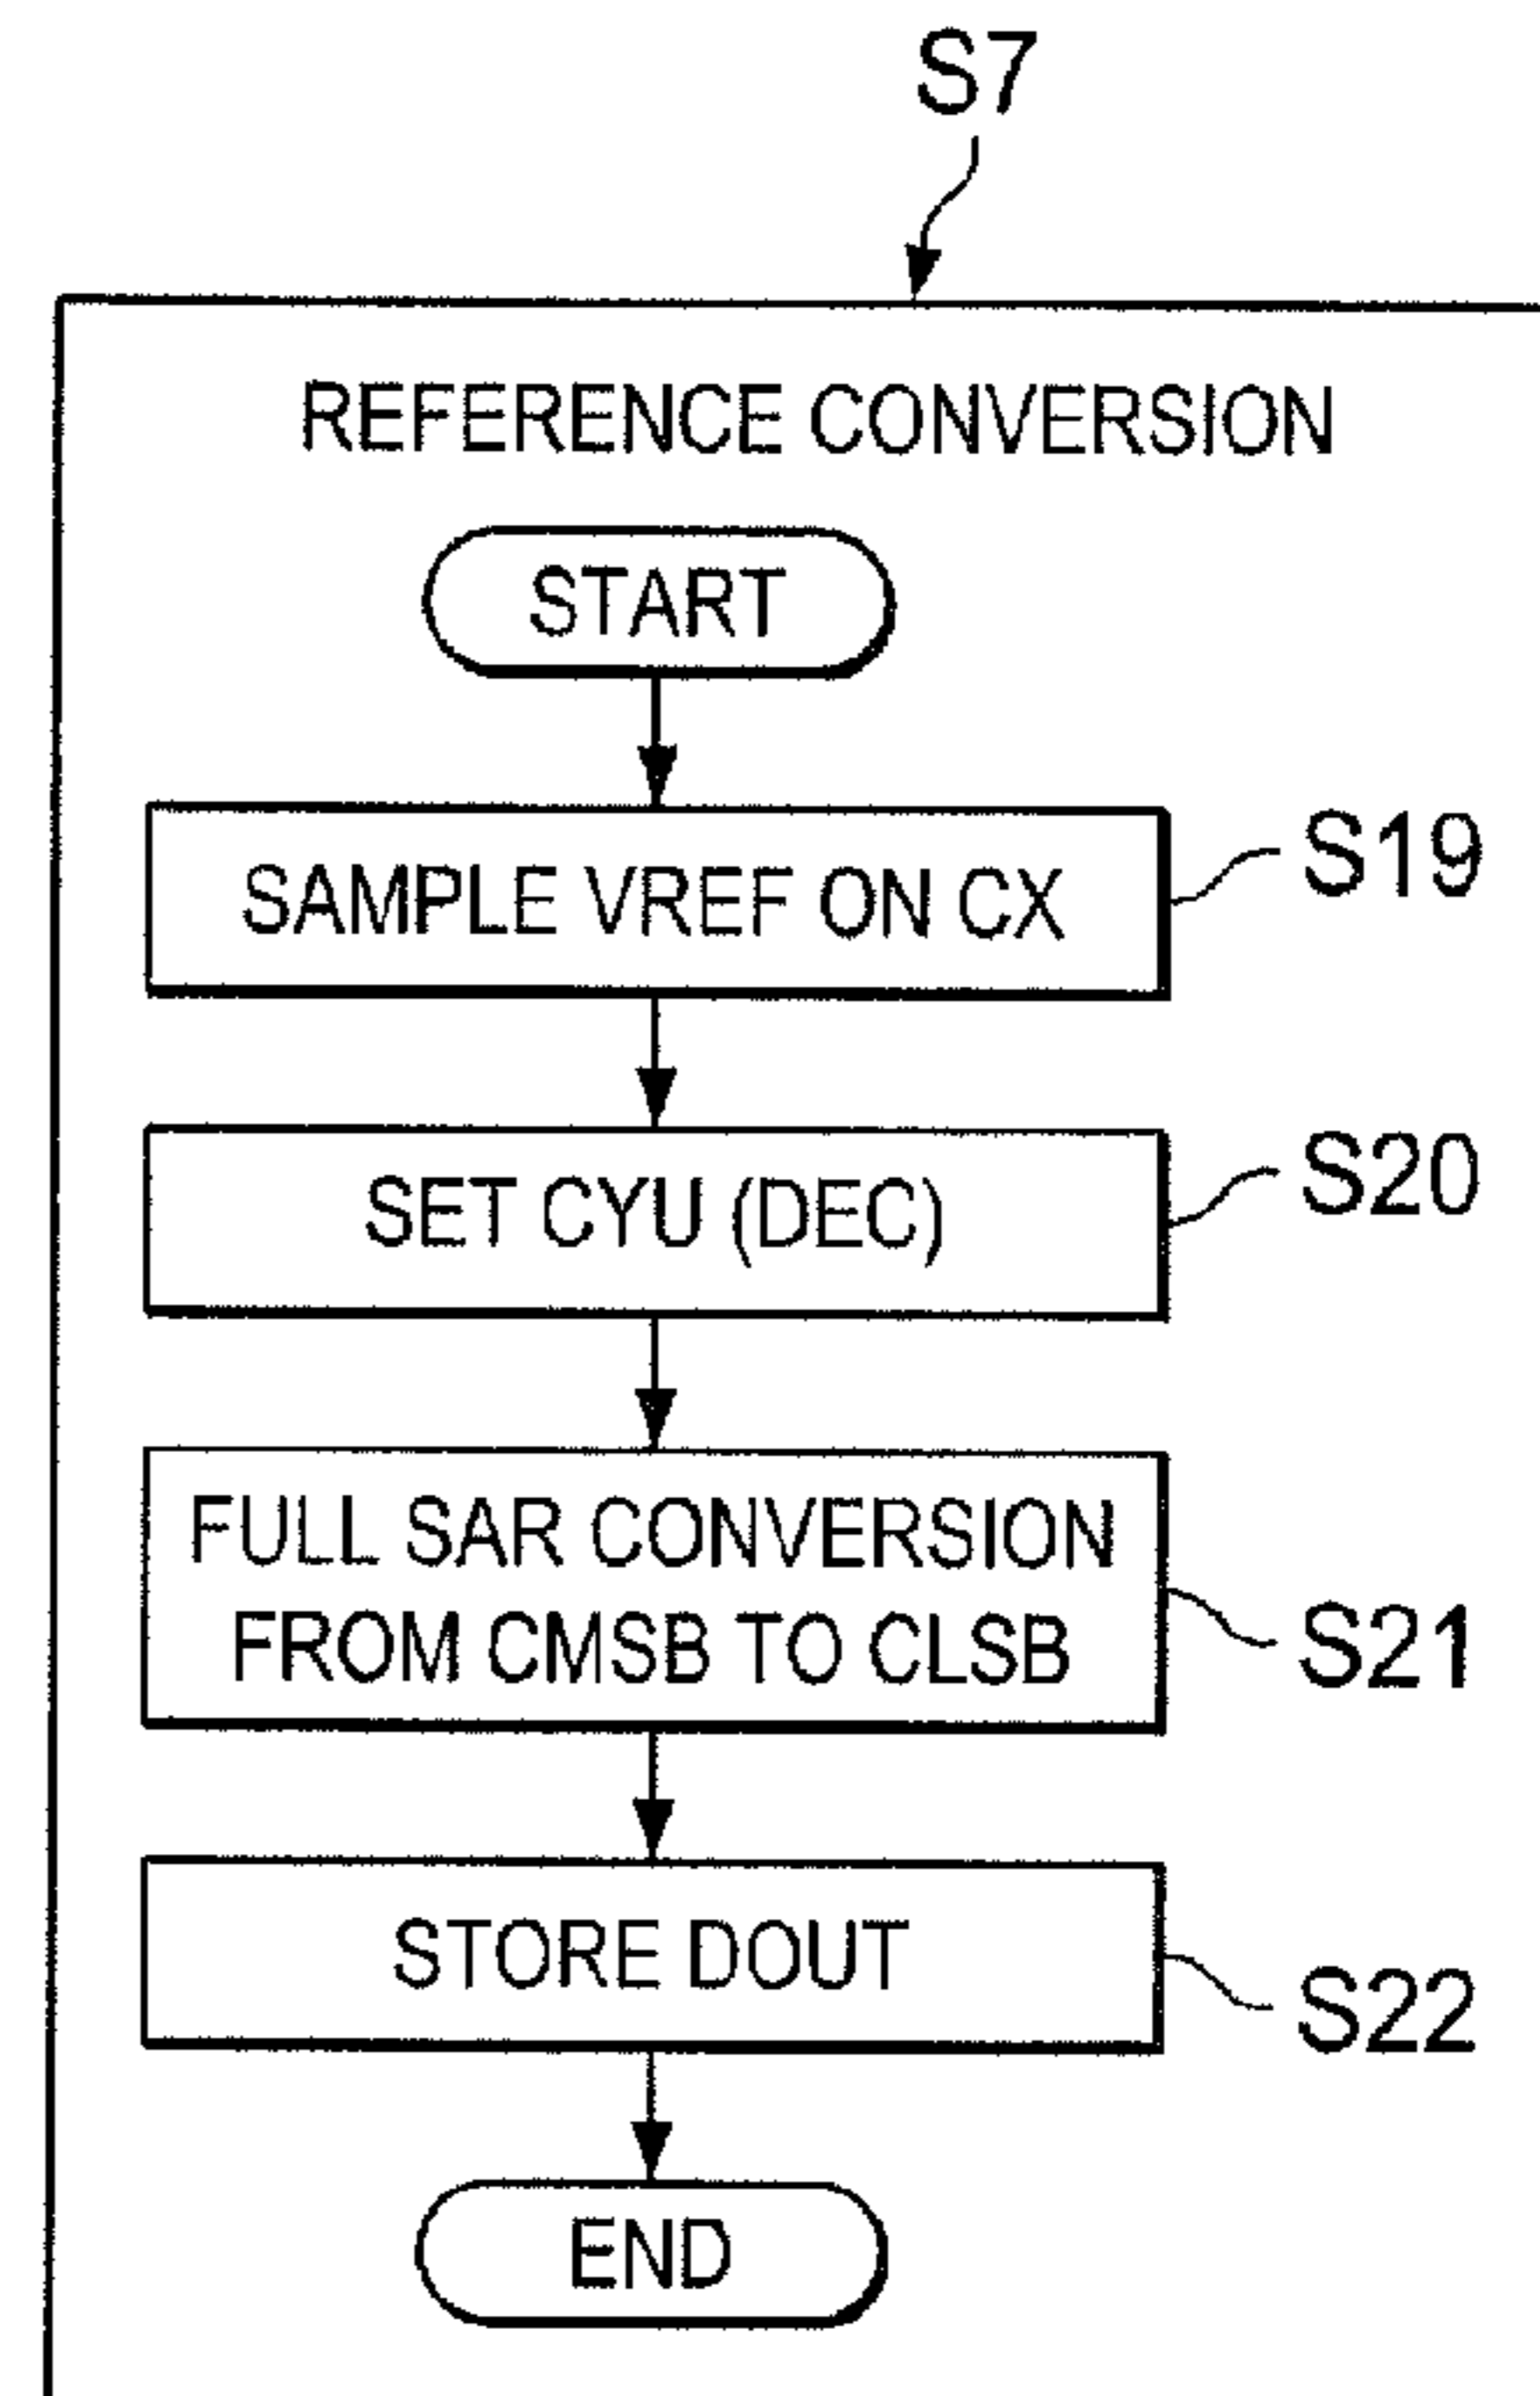 S7
REFERENCE CONVERSION
START
SAMPLE VREF ON CX
S19
SET CYU (DEC)
S20
FULL SAR CONVERSION
FROM CMSB TO CLSB
S21
STORE DOUT
S22
END